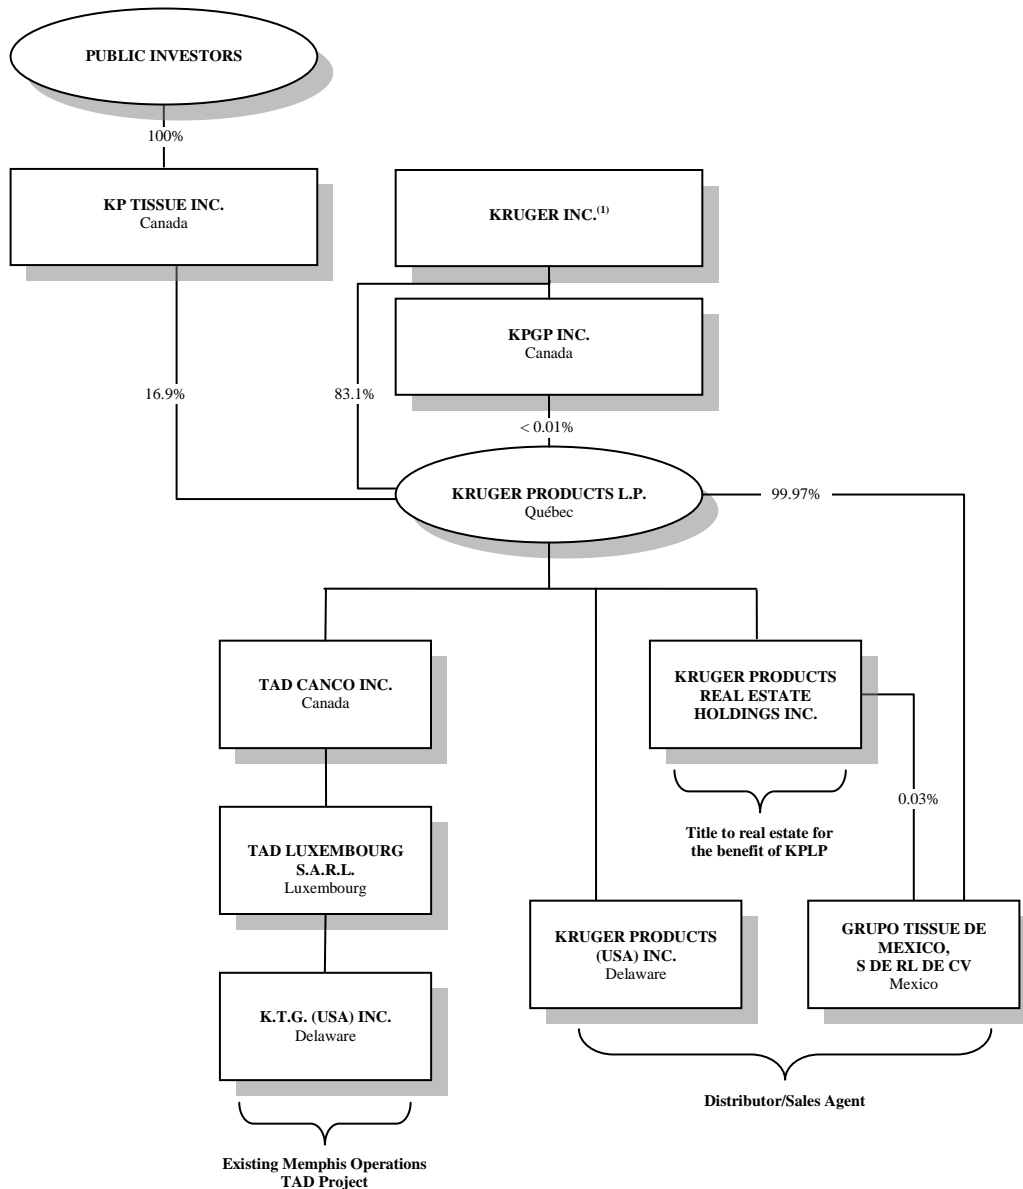 PUBLIC INVESTORS
100%
KP TISSUE INC.
Canada
KRUGER INC.(1)
KPGP INC.
Canada
16.9%
83.1%
< 0.01%
KRUGER PRODUCTS L.P.
Québec
99.97%
TAD CANCO INC.
Canada
KRUGER PRODUCTS
REAL ESTATE
HOLDINGS INC.
0.03%
Title to real estate for
the benefit of KPLP
TAD LUXEMBOURG
S.A.R.L.
Luxembourg
KRUGER PRODUCTS
(USA) INC.
Delaware
GRUPO TISSUE DE
MEXICO,
S DE RL DE CV
Mexico
K.T.G. (USA) INC.
Delaware
Distributor/Sales Agent
Existing Memphis Operations
TAD Project